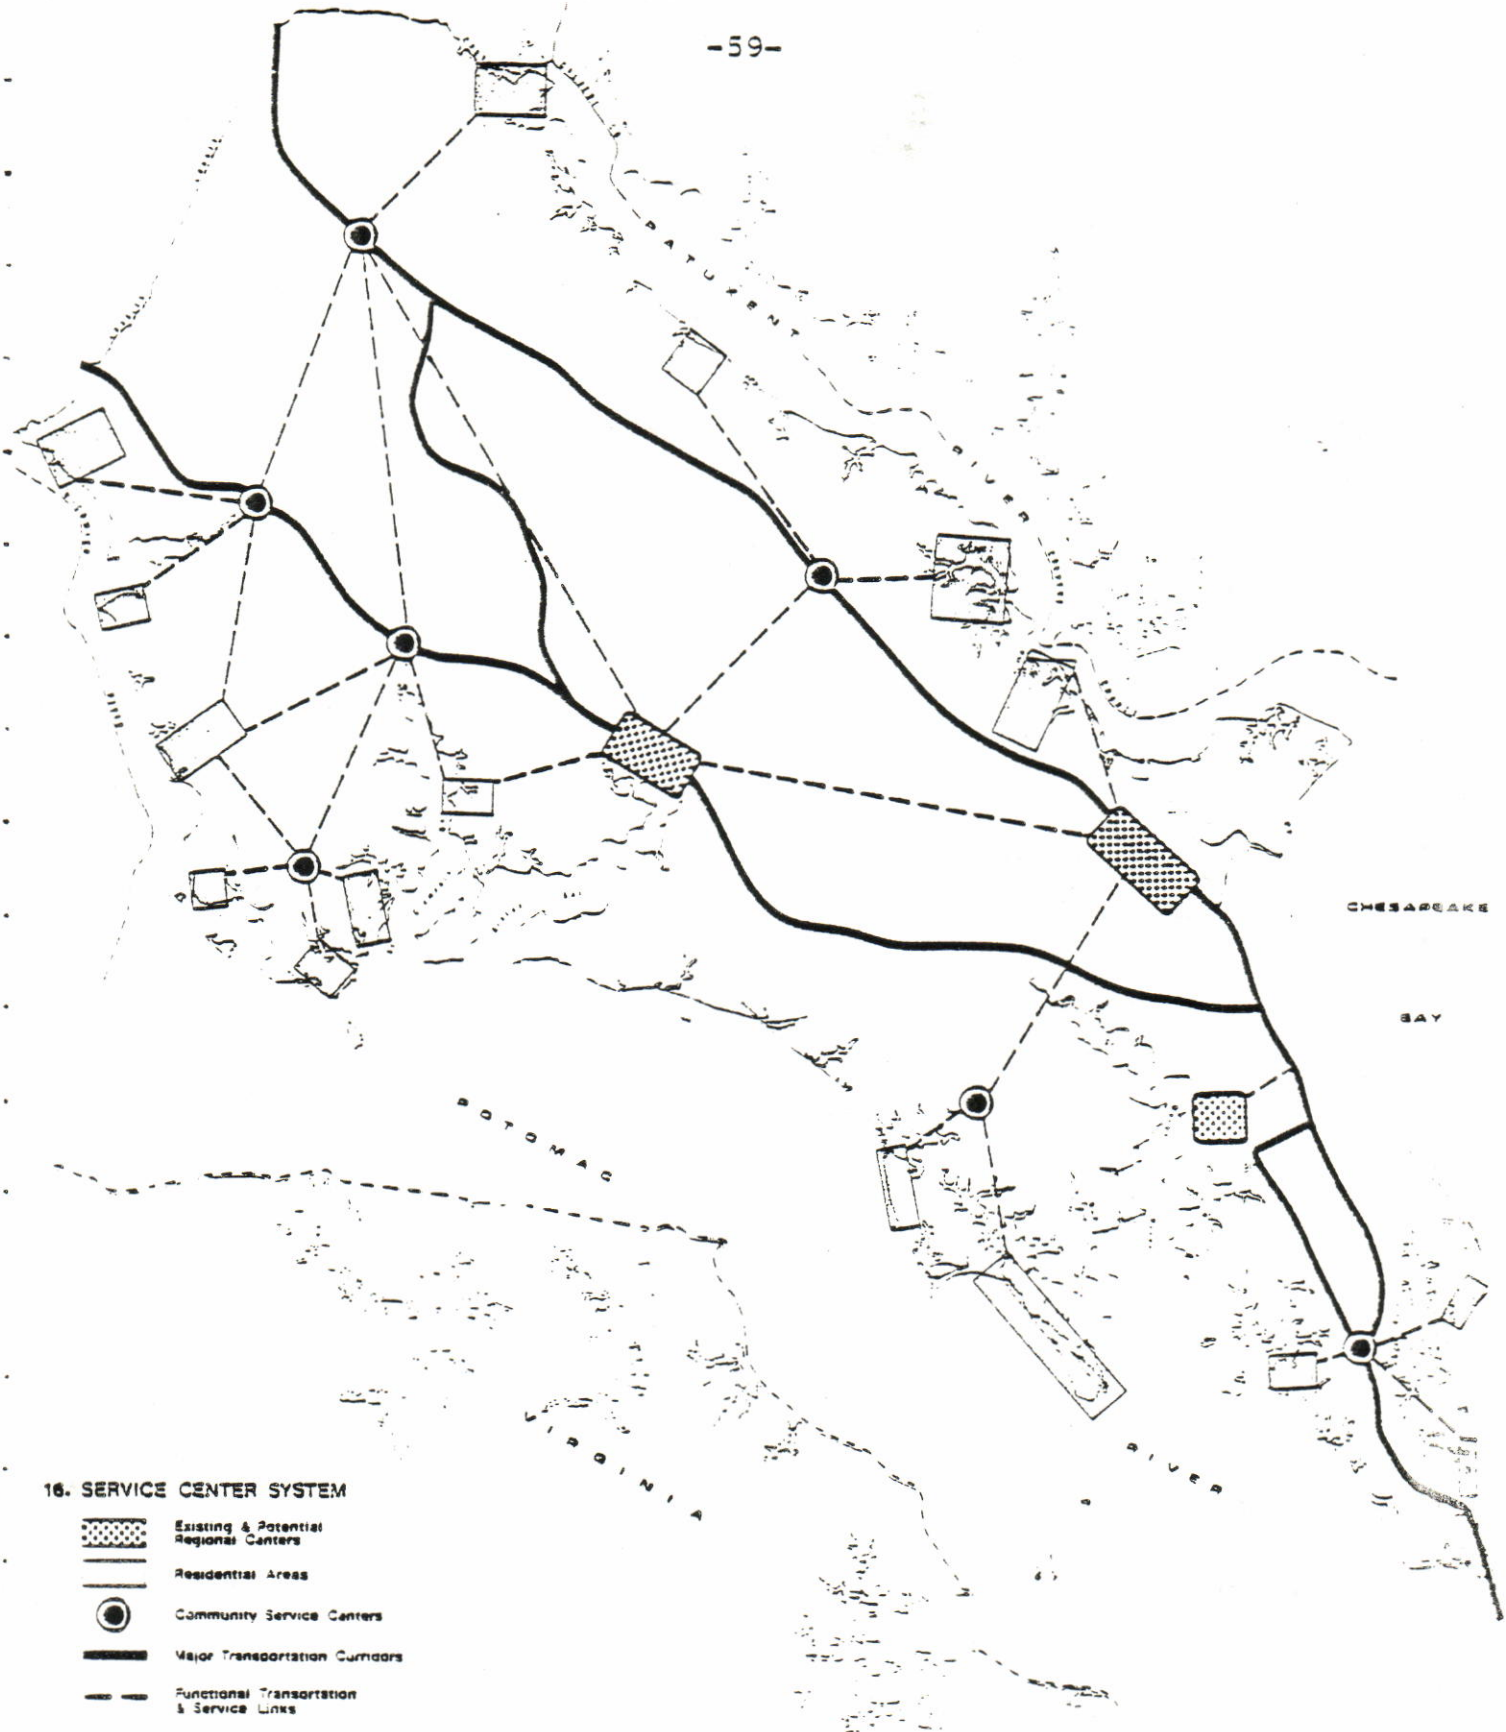 -59-
PATUXENT
RIVER
CHESAPEAKE
BAY
POTOMAC
VIRGINIA
RIVER
16. SERVICE CENTER SYSTEM
Existing & Potential
Regional Centers
Residential Areas
Community Service Centers
Major Transportation Corridors
Functional Transortation
& Service Links